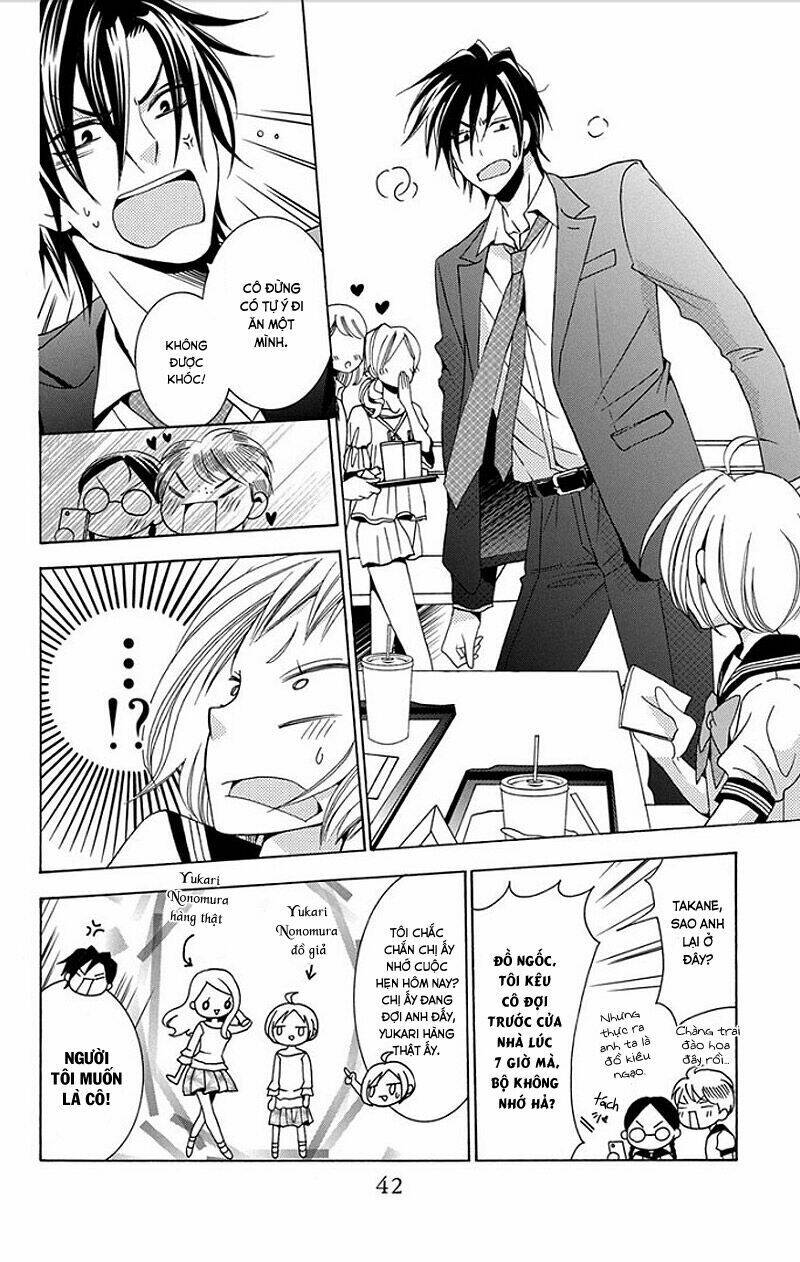 CÔ ĐỪNG
CÓ TỰ Ý ĐI
ĂN MỘT
MÌNH.
KHÔNG
ĐƯỢC
KHÓC!
...
!?
TAKANE,
SAO ANH
LẠI Ở
ĐÂY?
Chàng trai
đào hoa
đây rồi..
Nhưng
thực ra
anh ta là
đồ kiêu
ngạo.
tách
ĐỒ NGỐC,
TÔI KÊU
CÔ ĐỢI
TRƯỚC CỬA
NHÀ LÚC
7 GIỜ MÀ,
BỘ KHÔNG
NHỚ HẢ?
TÔI CHẮC
CHẮN CHỊ ẤY
NHỚ CUỘC
HẸN HÔM NAY?
CHỊ ẤY ĐANG
ĐỢI ANH ĐẤY,
YUKARI HÀNG
THẬT ẤY.
Yukari
Nonomura
đồ giả
Yukari
Nonomura
hàng thật
NGƯỜI
TÔI MUỐN
LÀ CÔ!
42